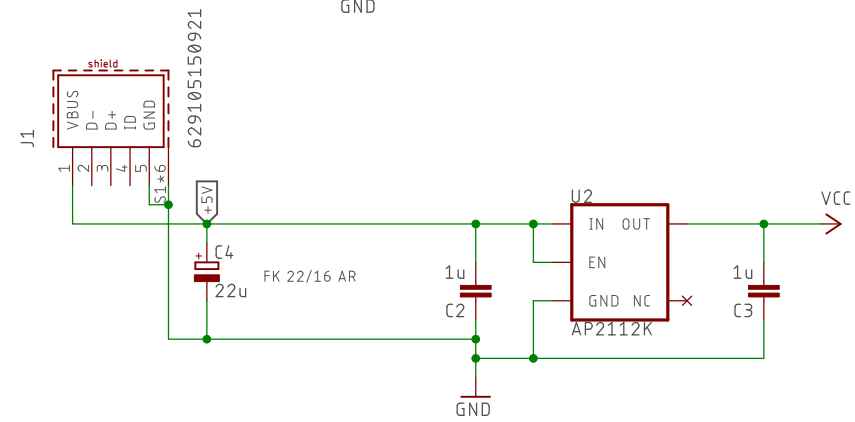 GND
629105150921
shield
J1
VBUS
D-
D+
ID
GND
1
2
3
4
5
S1*6
+5V
+
C4
22u
FK 22/16 AR
1u
C2
U2
IN OUT
EN
GND NC
AP2112K
VCC
1u
C3
GND